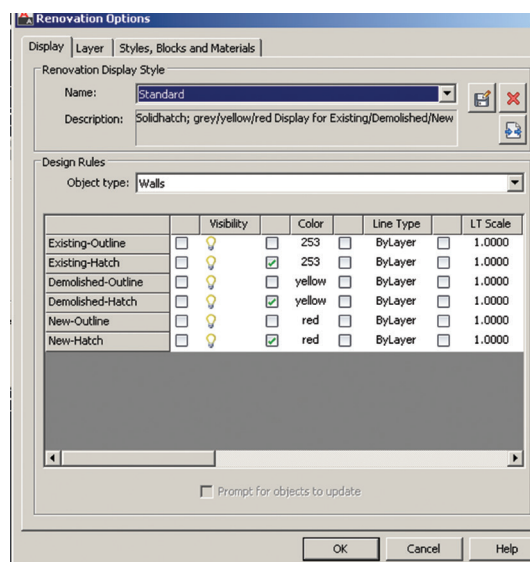 Renovation Options
Display Layer Styles, Blocks and Materials
Renovation Display Style
Name: Standard
Description: Solidhatch; grey/yellow/red Display for Existing/Demolished/New
Design Rules
Object type: Walls
Visibility Color Line Type LT Scale
Existing-Outline 253 ByLayer 1.0000
Existing-Hatch 253 ByLayer 1.0000
Demolished-Outline yellow ByLayer 1.0000
Demolished-Hatch yellow ByLayer 1.0000
New-Outline red ByLayer 1.0000
New-Hatch red ByLayer 1.0000
Prompt for objects to update
OK Cancel Help